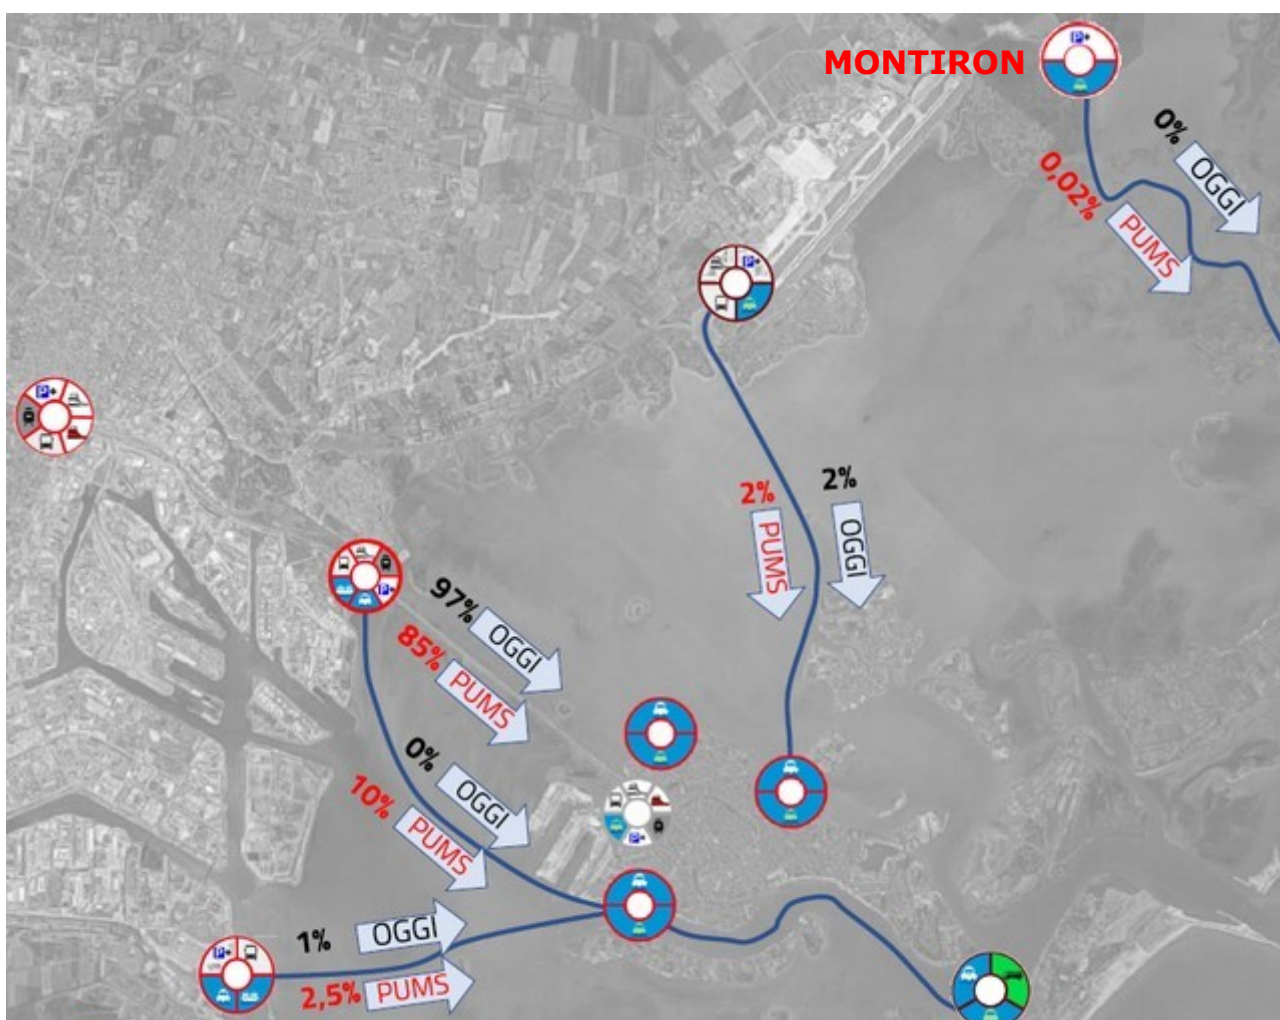 MONTIRON
0%
OGGI
0,02%
PUMS
2%
PUMS
2%
OGGI
97%
OGGI
85%
PUMS
0%
OGGI
10%
PUMS
1%
OGGI
2,5%
PUMS